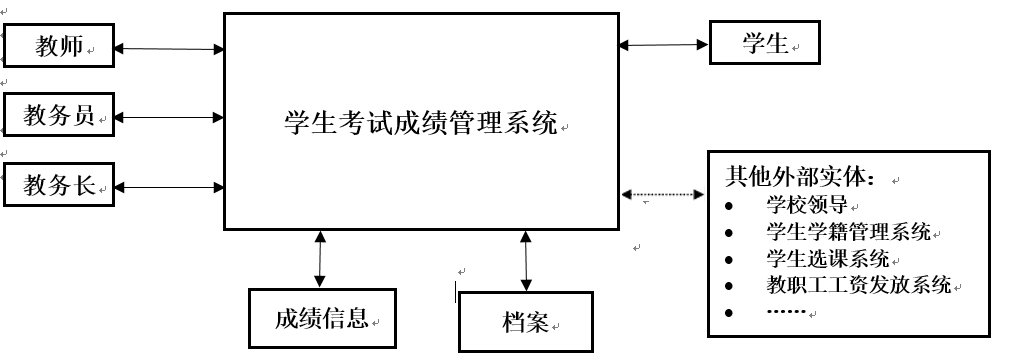 教师
教务员
教务长
学生考试成绩管理系统
学生
其他外部实体：
● 学校领导
● 学生学籍管理系统
● 学生选课系统
● 教职工工资发放系统
● ……
成绩信息
档案